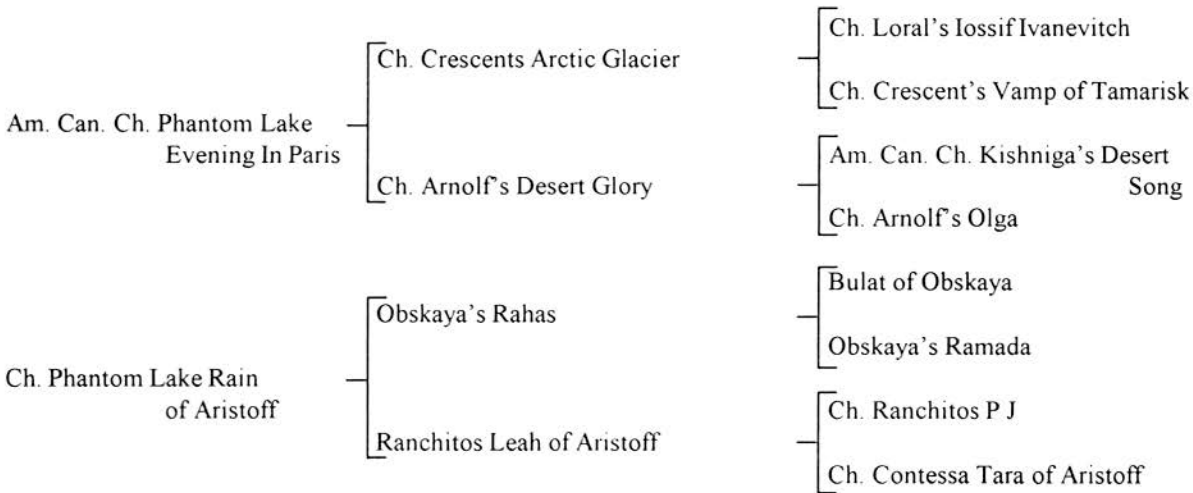 Ch. Loral's Iossif Ivanevitch
Ch. Crescents Arctic Glacier
Ch. Crescent's Vamp of Tamarisk
Am. Can. Ch. Phantom Lake
Evening In Paris
Am. Can. Ch. Kishniga's Desert
Song
Ch. Arnolf's Desert Glory
Ch. Arnolf's Olga
Bulat of Obskaya
Obskaya's Rahas
Obskaya's Ramada
Ch. Phantom Lake Rain
of Aristoff
Ch. Ranchitos P J
Ranchitos Leah of Aristoff
Ch. Contessa Tara of Aristoff